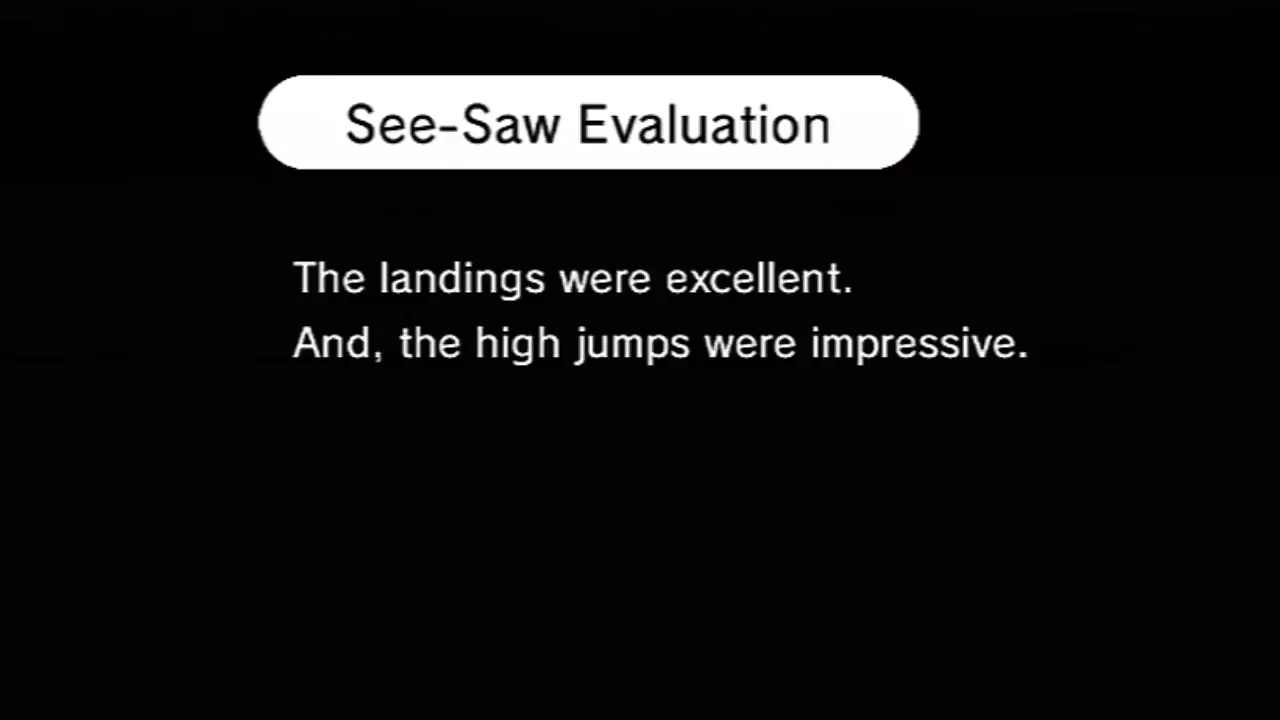 See-Saw Evaluation
The landings were excellent.
And, the high jumps were impressive.